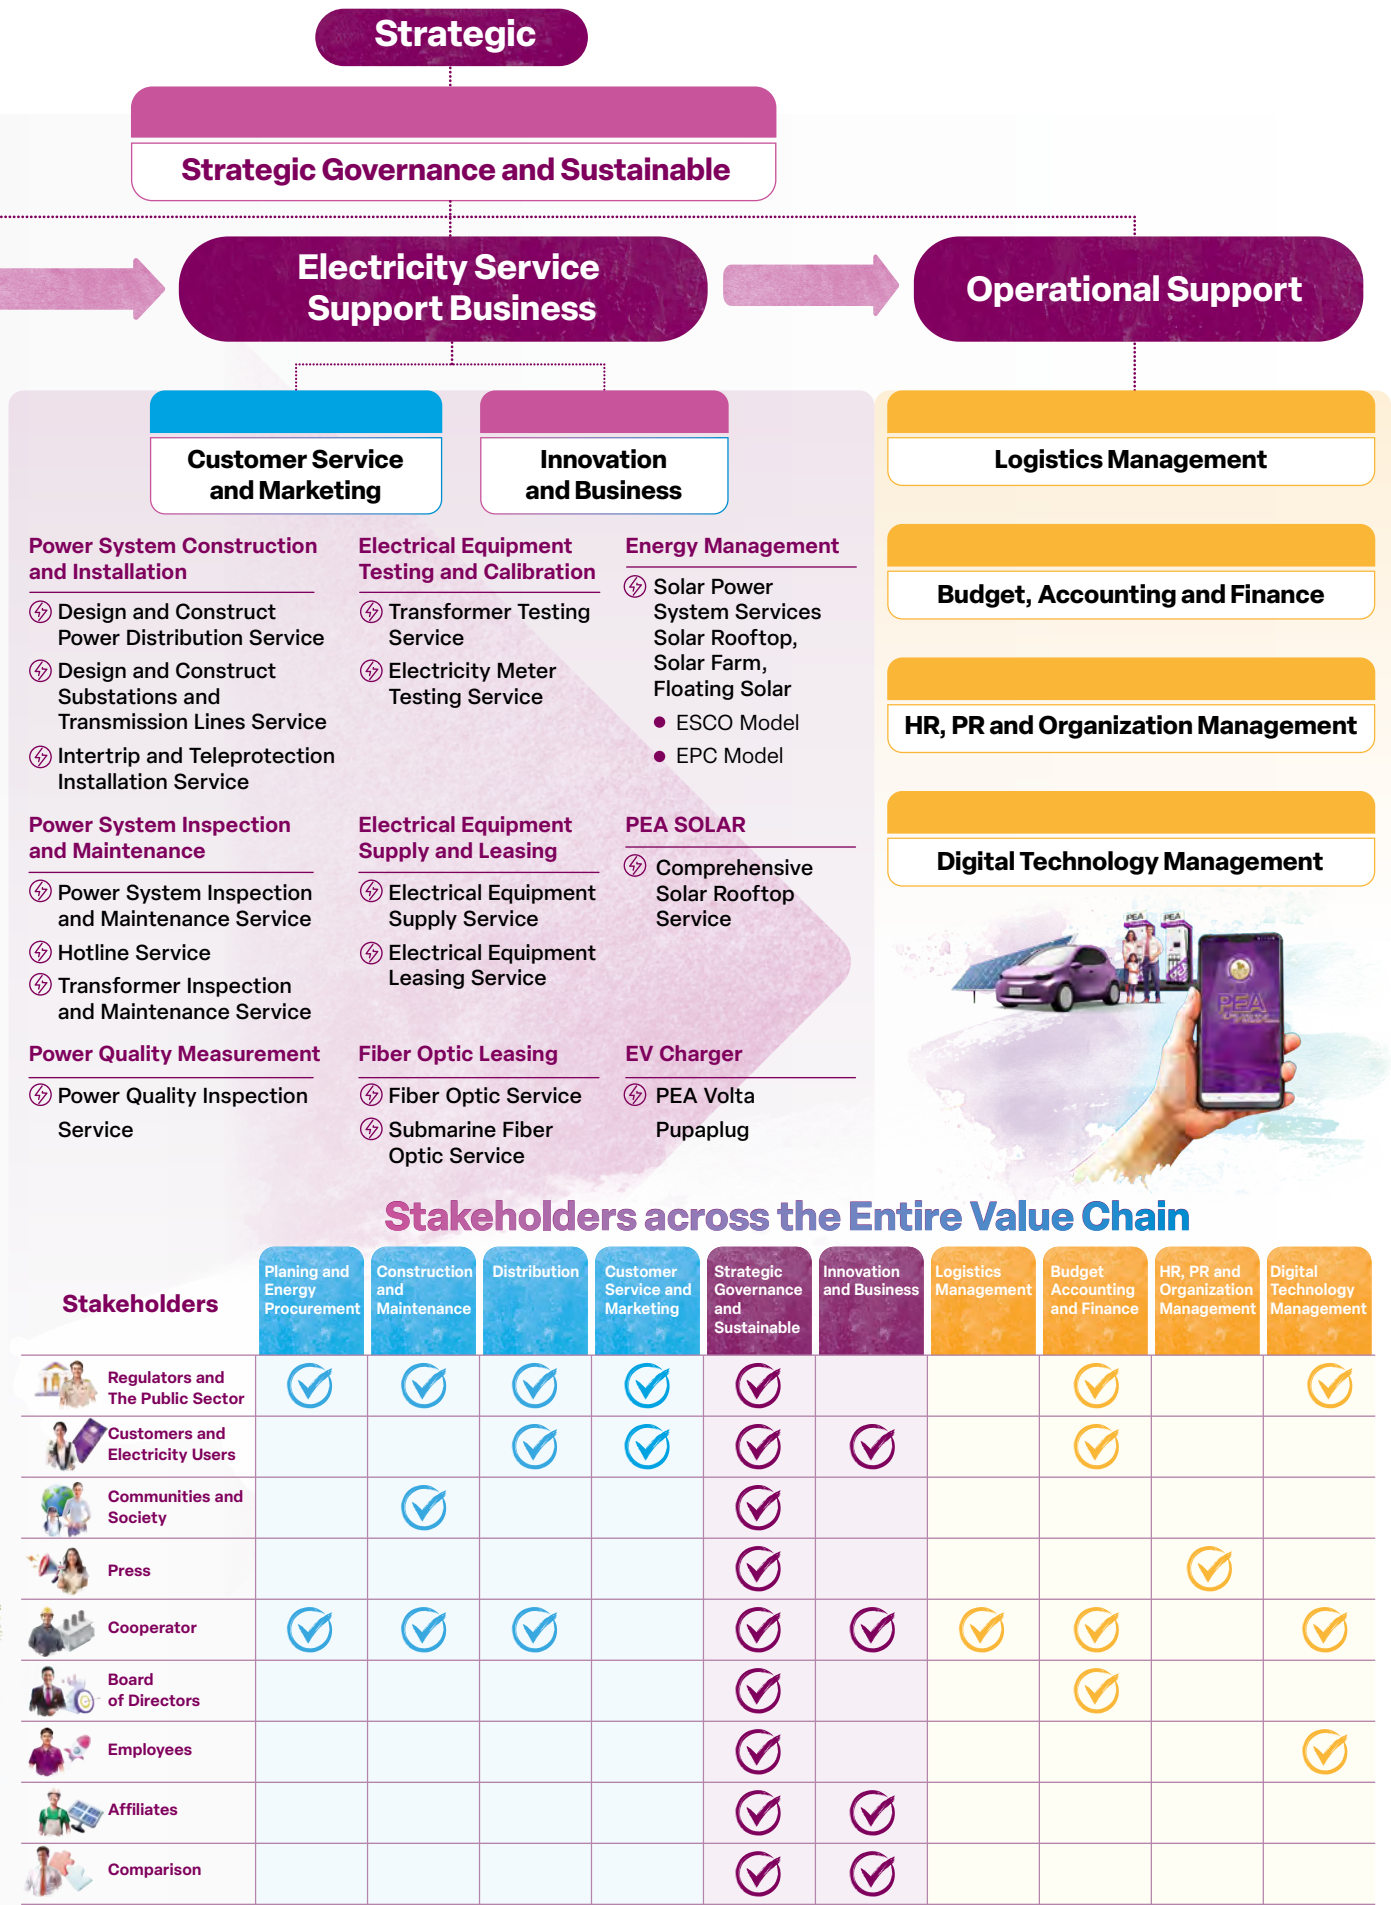 Strategic
Strategic Governance and Sustainable
Electricity Service
Support Business
Operational Support
Customer Service
and Marketing
Innovation
and Business
Power System Construction
and Installation
Design and Construct
Power Distribution Service
Design and Construct
Substations and
Transmission Lines Service
Intertrip and Teleprotection
Installation Service
Electrical Equipment
Testing and Calibration
Transformer Testing
Service
Electricity Meter
Testing Service
Energy Management
Solar Power
System Services
Solar Rooftop,
Solar Farm,
Floating Solar
ESCO Model
EPC Model
Power System Inspection
and Maintenance
Power System Inspection
and Maintenance Service
Hotline Service
Transformer Inspection
and Maintenance Service
Electrical Equipment
Supply and Leasing
Electrical Equipment
Supply Service
Electrical Equipment
Leasing Service
PEA SOLAR
Comprehensive
Solar Rooftop
Service
Power Quality Measurement
Power Quality Inspection
Service
Fiber Optic Leasing
Fiber Optic Service
Submarine Fiber
Optic Service
EV Charger
PEA Volta
Pupaplug
Logistics Management
Budget, Accounting and Finance
HR, PR and Organization Management
Digital Technology Management
PEA
PEA
PEA
Stakeholders across the Entire Value Chain
Stakeholders
Planing and
Energy
Procurement
Construction
and
Maintenance
Distribution
Customer
Service and
Marketing
Strategic
Governance
and
Sustainable
Innovation
and Business
Logistics
Management
Budget
Accounting
and Finance
HR, PR and
Organization
Management
Digital
Technology
Management
Regulators and
The Public Sector
Customers and
Electricity Users
Communities and
Society
Press
Cooperator
Board
of Directors
Employees
Affiliates
Comparison